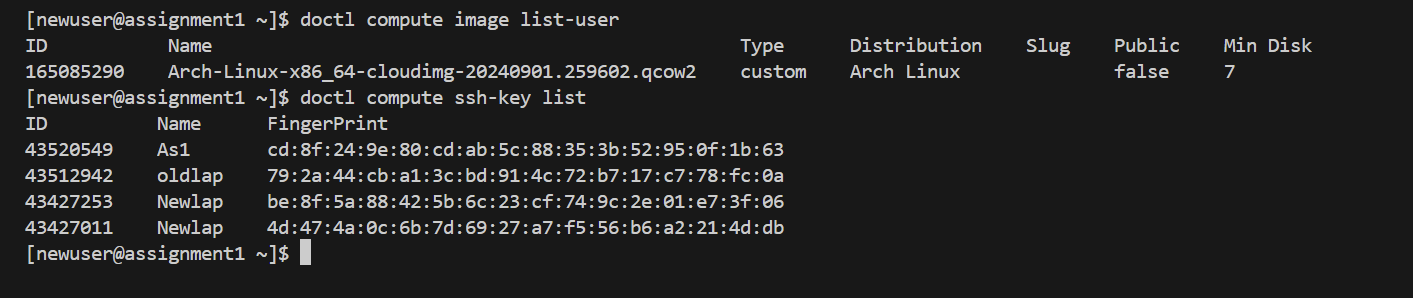 [newuser@assignment1 ~]$ doctl compute image list-user
ID Name Type Distribution Slug Public Min Disk
165085290 Arch-Linux-x86_64-cloudimg-20240901.259602.qcow2 custom Arch Linux false 7
[newuser@assignment1 ~]$ doctl compute ssh-key list
ID Name FingerPrint
43520549 As1 cd:8f:24:9e:80:cd:ab:5c:88:35:3b:52:95:0f:1b:63
43512942 oldlap 79:2a:44:cb:a1:3c:bd:91:4c:72:b7:17:c7:78:fc:0a
43427253 Newlap be:8f:5a:88:42:5b:6c:23:cf:74:9c:2e:01:e7:3f:06
43427011 Newlap 4d:47:4a:0c:6b:7d:69:27:a7:f5:56:b6:a2:21:4d:db
[newuser@assignment1 ~]$